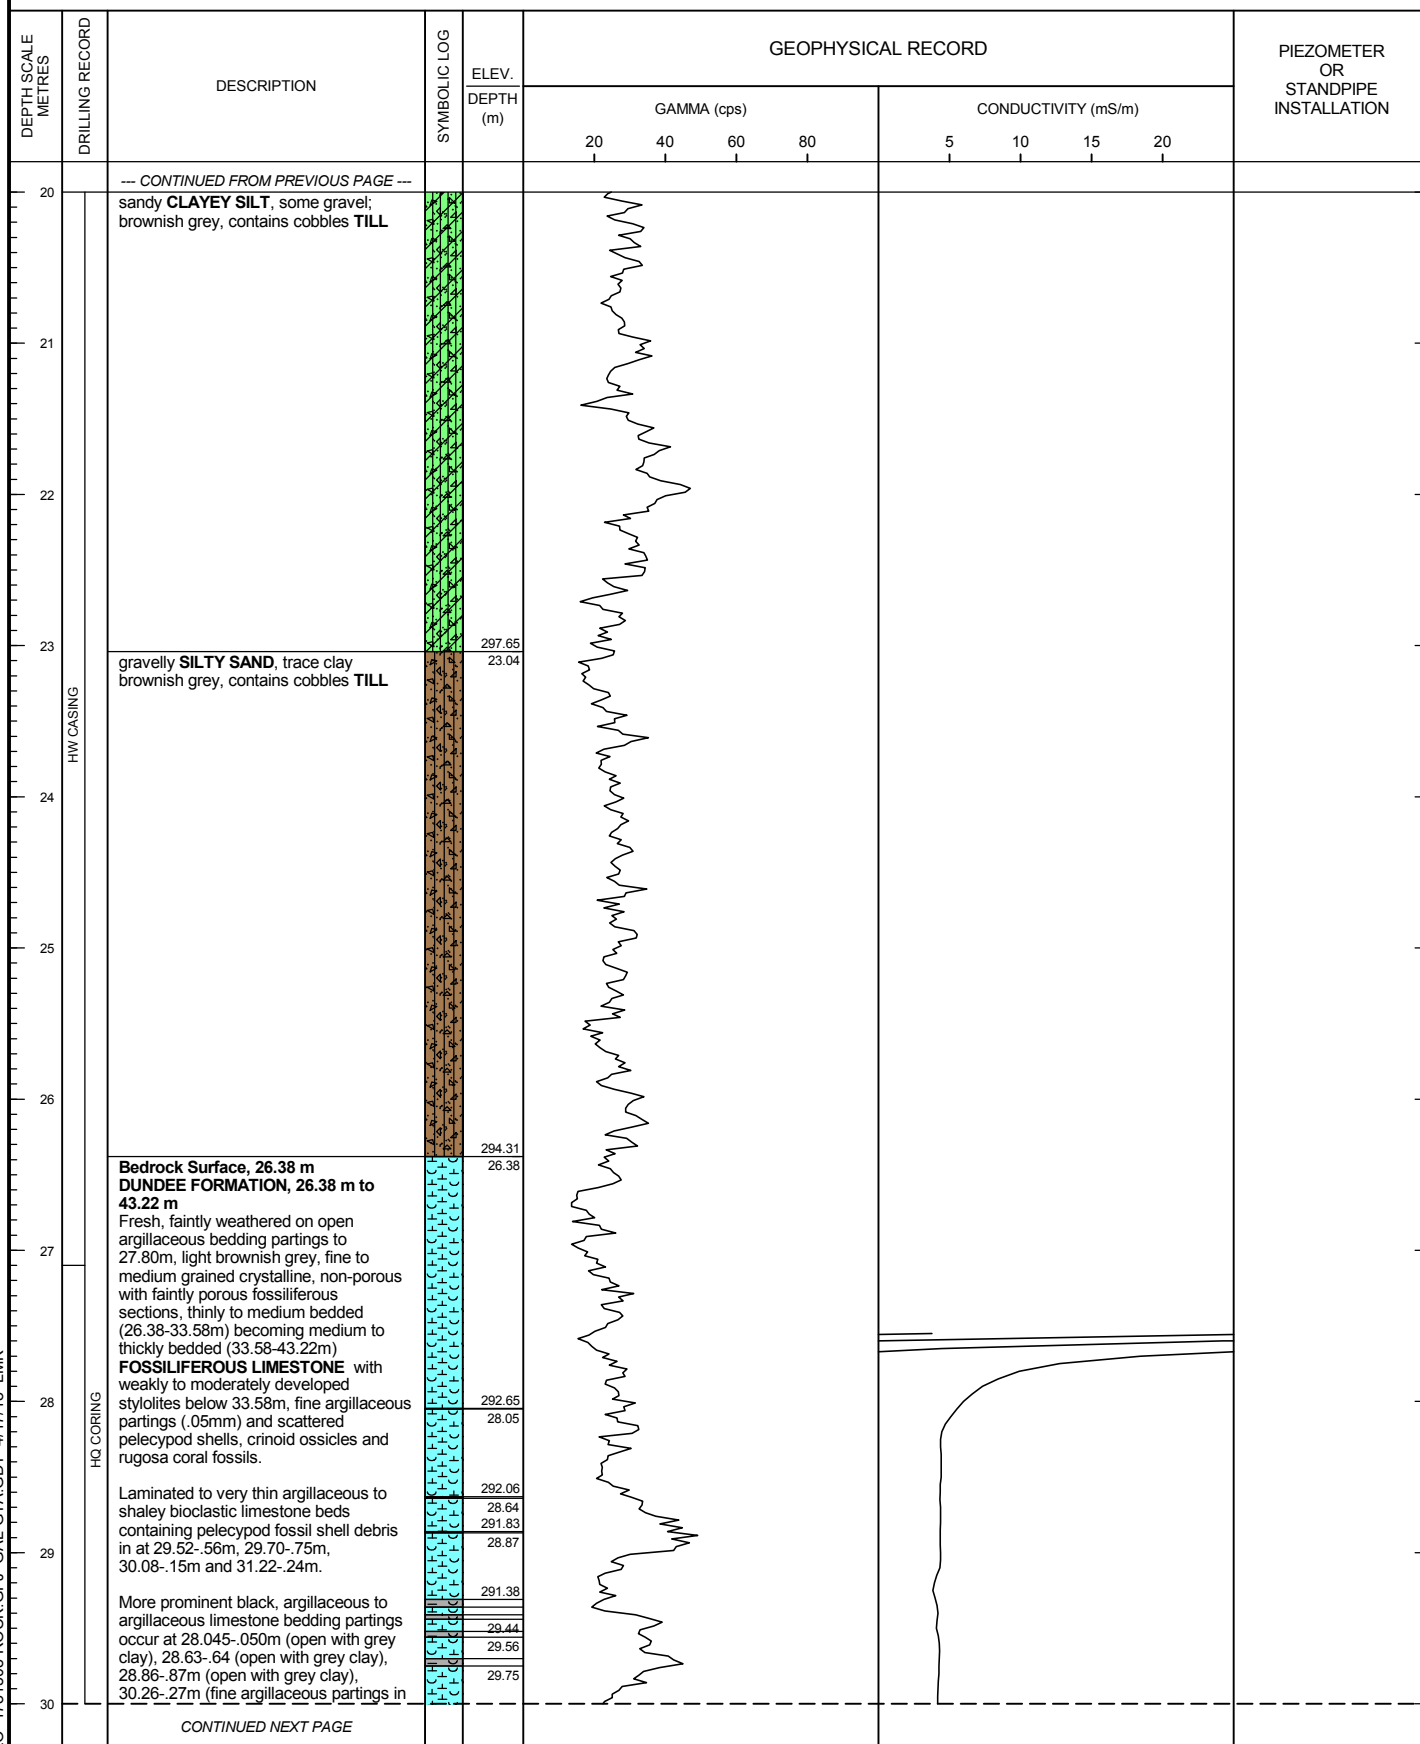 DEPTH SCALE
METRES
DRILLING RECORD
DESCRIPTION
SYMBOLIC LOG
ELEV.
DEPTH
(m)
GEOPHYSICAL RECORD
GAMMA (cps)
20 40 60 80
CONDUCTIVITY (mS/m)
5 10 15 20
PIEZOMETER
OR
STANDPIPE
INSTALLATION
--- CONTINUED FROM PREVIOUS PAGE ---
20
sandy CLAYEY SILT, some gravel;
brownish grey, contains cobbles TILL
21
22
23
297.65
23.04
gravelly SILTY SAND, trace clay
brownish grey, contains cobbles TILL
HW CASING
24
25
26
294.31
26.38
Bedrock Surface, 26.38 m
DUNDEE FORMATION, 26.38 m to
43.22 m
Fresh, faintly weathered on open
argillaceous bedding partings to
27.80m, light brownish grey, fine to
medium grained crystalline, non-porous
with faintly porous fossiliferous
sections, thinly to medium bedded
(26.38-33.58m) becoming medium to
thickly bedded (33.58-43.22m)
FOSSILIFEROUS LIMESTONE with
weakly to moderately developed
stylolites below 33.58m, fine argillaceous
partings (.05mm) and scattered
pelecypod shells, crinoid ossicles and
rugosa coral fossils.
27
28
HQ CORING
292.65
28.05
Laminated to very thin argillaceous to
shaley bioclastic limestone beds
containing pelecypod fossil shell debris
in at 29.52-.56m, 29.70-.75m,
30.08-.15m and 31.22-.24m.
292.06
28.64
291.83
28.87
29
291.38
29.44
29.56
29.75
More prominent black, argillaceous to
argillaceous limestone bedding partings
occur at 28.045-.050m (open with grey
clay), 28.63-.64 (open with grey clay),
28.86-.87m (open with grey clay),
30.26-.27m (fine argillaceous partings in
30
CONTINUED NEXT PAGE